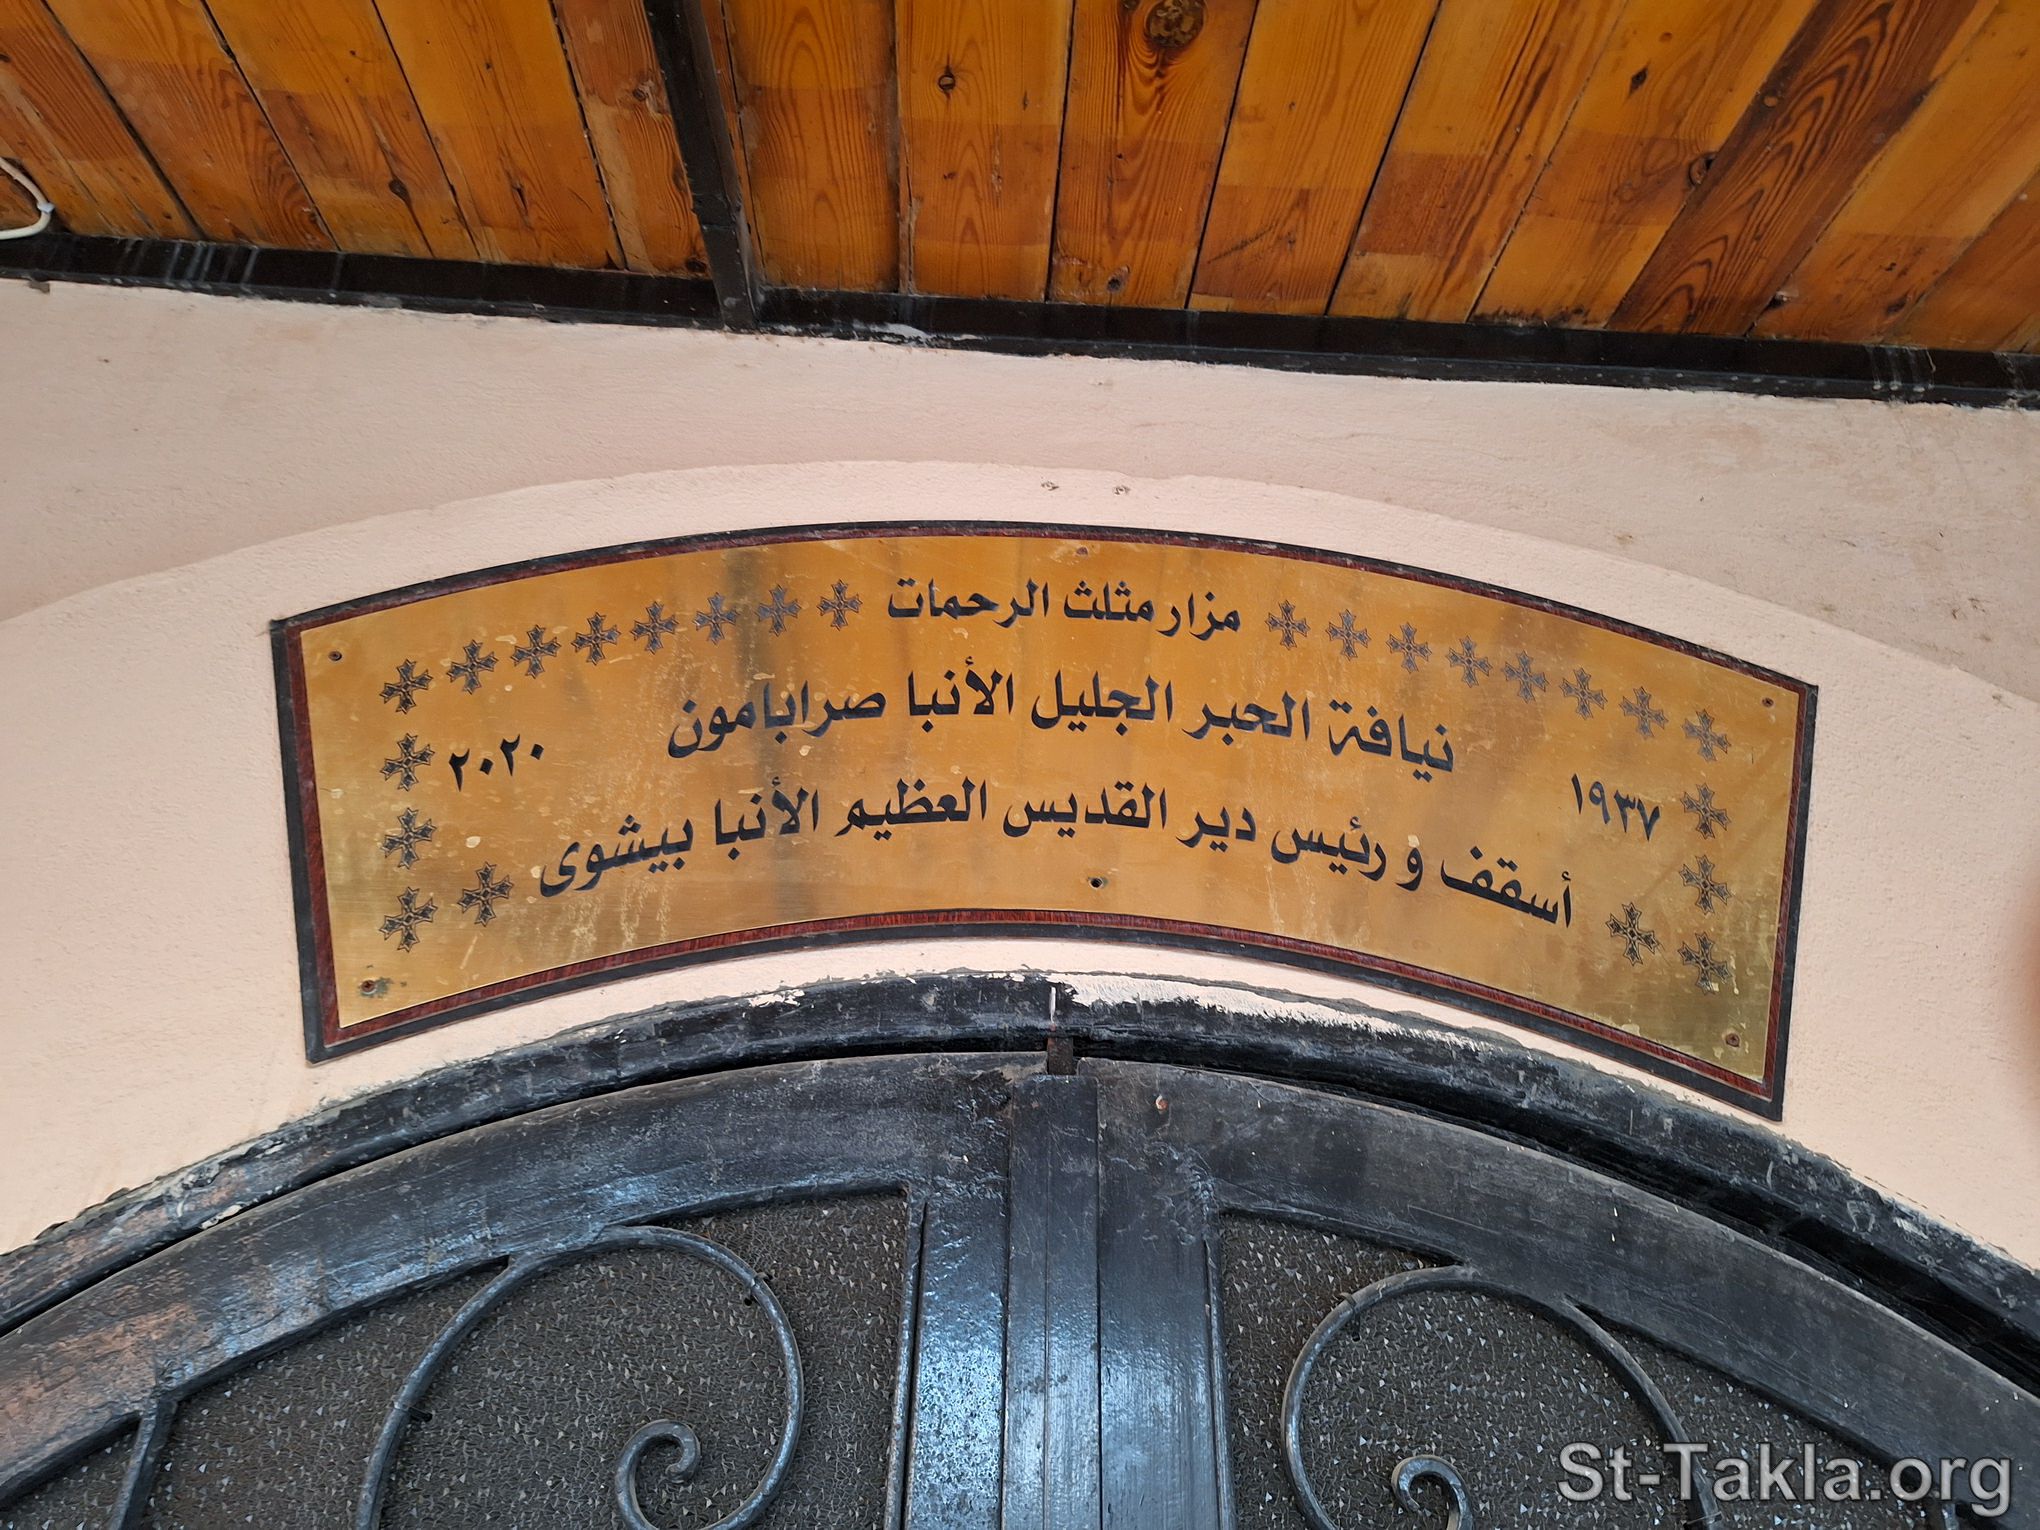 مزار مثلث الرحمات
نيافة الحبر الجليل الأنبا صرابامون
١٩٣٧
٢٠٢٠
أسقف و رئيس دير القديس العظيم الأنبا بيشوى
St-Takla.org